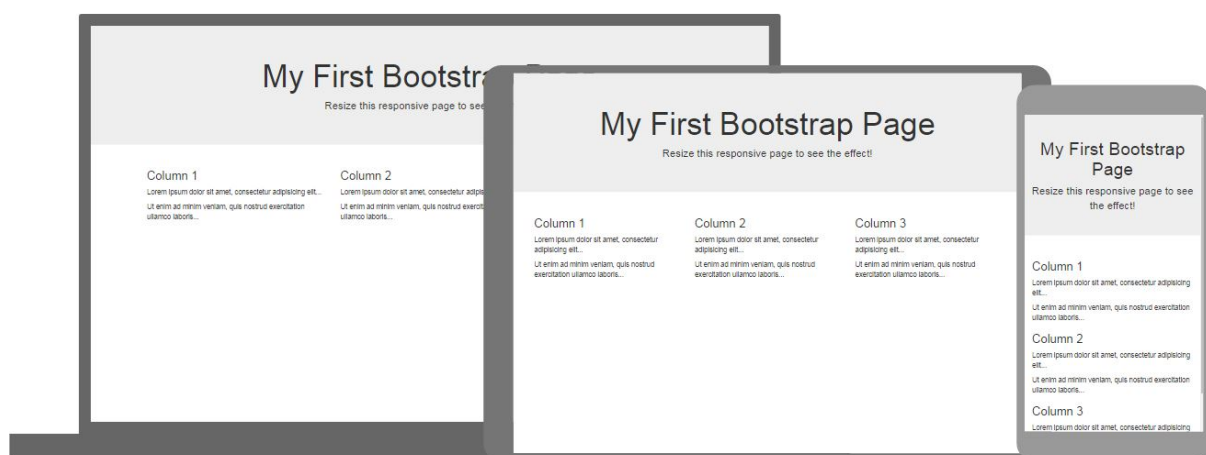 My First Bootstra
Resize this responsive page to see
Column 1
Lorem ipsum dolor sit amet, consectetur adipisicing elit...
Ut enim ad minim veniam, quis nostrud exercitation
ullamco laboris...
Column 2
Lorem ipsum dolor sit amet, consectetur adipis
Ut enim ad minim veniam, quis nostrud exercit
ullamco laboris...
My First Bootstrap Page
Resize this responsive page to see the effect!
Column 1
Lorem ipsum dolor sit amet, consectetur
adipisicing elit...
Ut enim ad minim veniam, quis nostrud
exercitation ullamco laboris...
Column 2
Lorem ipsum dolor sit amet, consectetur
adipisicing elit...
Ut enim ad minim veniam, quis nostrud
exercitation ullamco laboris...
Column 3
Lorem ipsum dolor sit amet, consectetur
adipisicing elit...
Ut enim ad minim veniam, quis nostrud
exercitation ullamco laboris...
My First Bootstrap
Page
Resize this responsive page to see
the effect!
Column 1
Lorem ipsum dolor sit amet, consectetur adipisicing
elit...
Ut enim ad minim veniam, quis nostrud exercitation
ullamco laboris...
Column 2
Lorem ipsum dolor sit amet, consectetur adipisicing
elit...
Ut enim ad minim veniam, quis nostrud exercitation
ullamco laboris...
Column 3
Lorem ipsum dolor sit amet, consectetur adipisicing